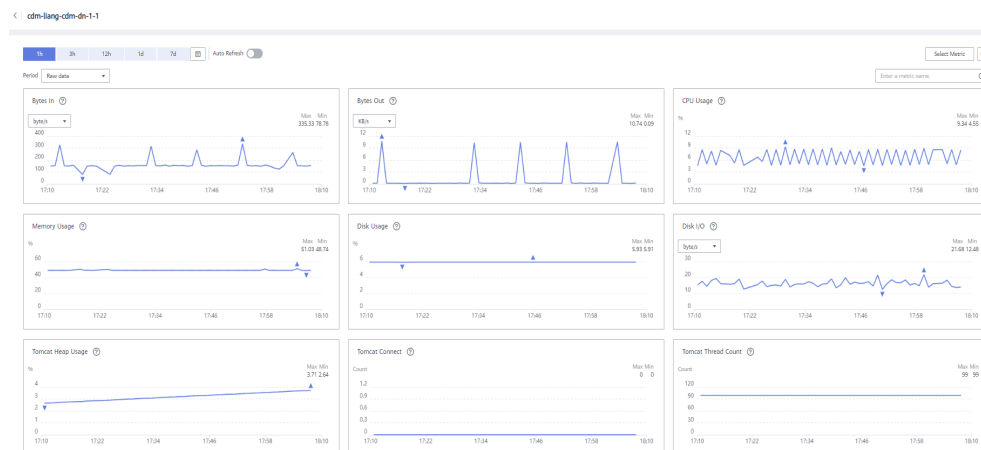 cdm-liang-cdm-dn-1-1
1h 3h 12h 1d 7d Auto Refresh Select Metric
Period Raw data Enter a metric name.
Bytes In
byte/s
Max Min
335.33 78.78
400
300
200
100
0
17:10 17:22 17:34 17:46 17:58 18:10
Bytes Out
KB/s
Max Min
10.74 0.09
12
9
6
3
0
17:10 17:22 17:34 17:46 17:58 18:10
CPU Usage
%
Max Min
9.34 4.55
12
9
6
3
0
17:10 17:22 17:34 17:46 17:58 18:10
Memory Usage
%
Max Min
51.03 48.74
60
40
20
0
17:10 17:22 17:34 17:46 17:58 18:10
Disk Usage
%
Max Min
5.93 5.91
6
4
2
0
17:10 17:22 17:34 17:46 17:58 18:10
Disk I/O
byte/s
Max Min
21.68 12.48
30
20
10
0
17:10 17:22 17:34 17:46 17:58 18:10
Tomcat Heap Usage
%
Max Min
3.71 2.64
4
3
2
1
0
17:10 17:22 17:34 17:46 17:58 18:10
Tomcat Connect
Count
Max Min
0 0
1.2
0.9
0.6
0.3
0
17:10 17:22 17:34 17:46 17:58 18:10
Tomcat Thread Count
Count
Max Min
99 99
120
90
60
30
0
17:10 17:22 17:34 17:46 17:58 18:10